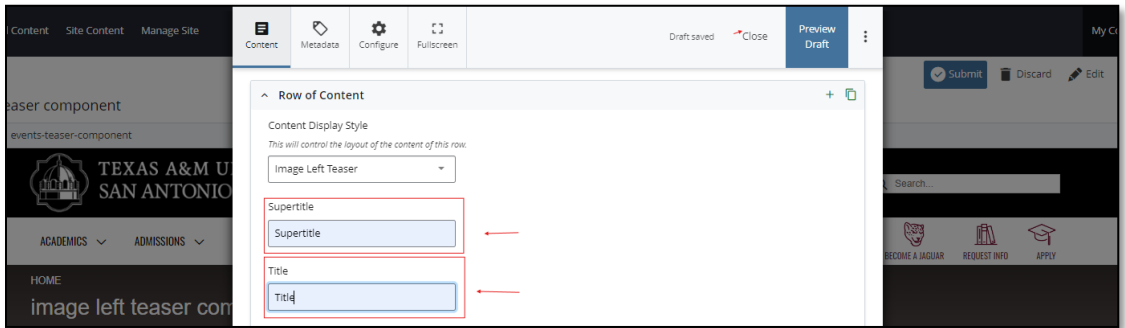 l Content Site Content Manage Site
Content Metadata Configure Fullscreen
Draft saved Close Preview Draft
My Co
Submit Discard Edit
easer component
events-teaser-component
Row of Content
Content Display Style
This will control the layout of the content of this row.
Image Left Teaser
TEXAS A&M U
SAN ANTONIO
Search...
Supertitle
Supertitle
ACADEMICS ADMISSIONS
BECOME A JAGUAR REQUEST INFO APPLY
Title
Title
HOME
image left teaser com